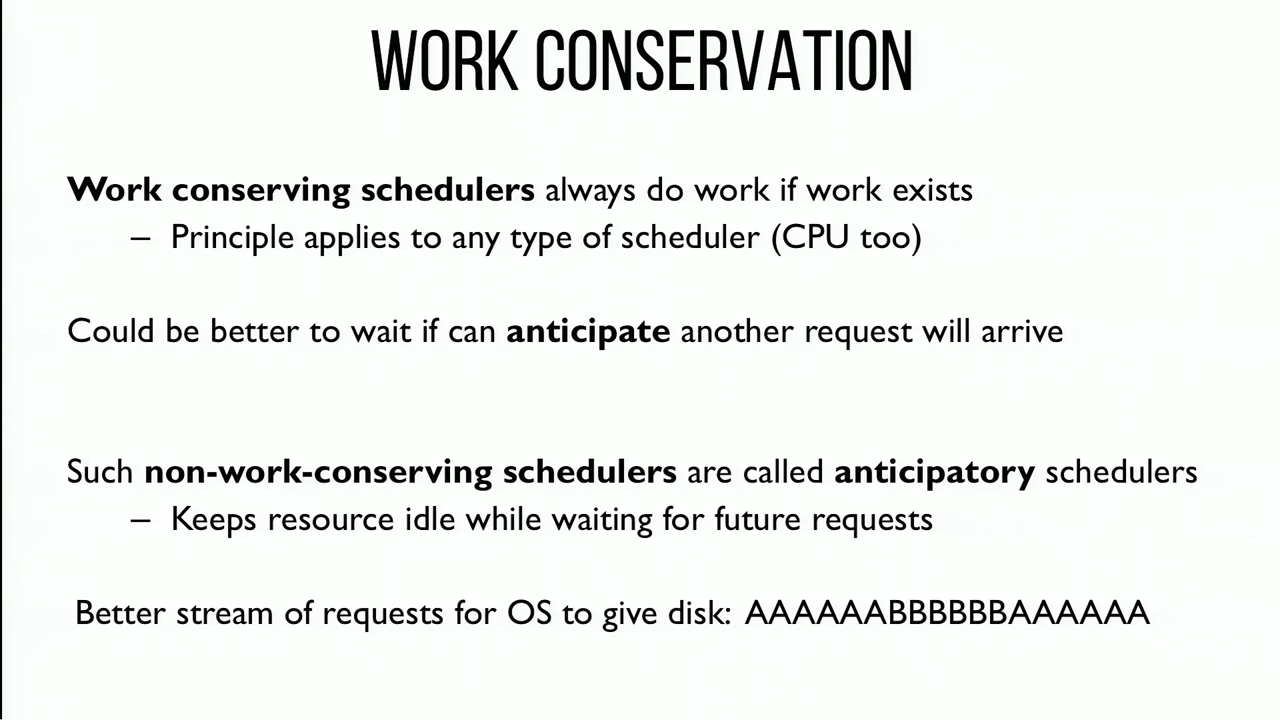 WORK CONSERVATION
Work conserving schedulers always do work if work exists
– Principle applies to any type of scheduler (CPU too)
Could be better to wait if can anticipate another request will arrive
Such non-work-conserving schedulers are called anticipatory schedulers
– Keeps resource idle while waiting for future requests
Better stream of requests for OS to give disk: AAAAAABBBBBBAAAAAA